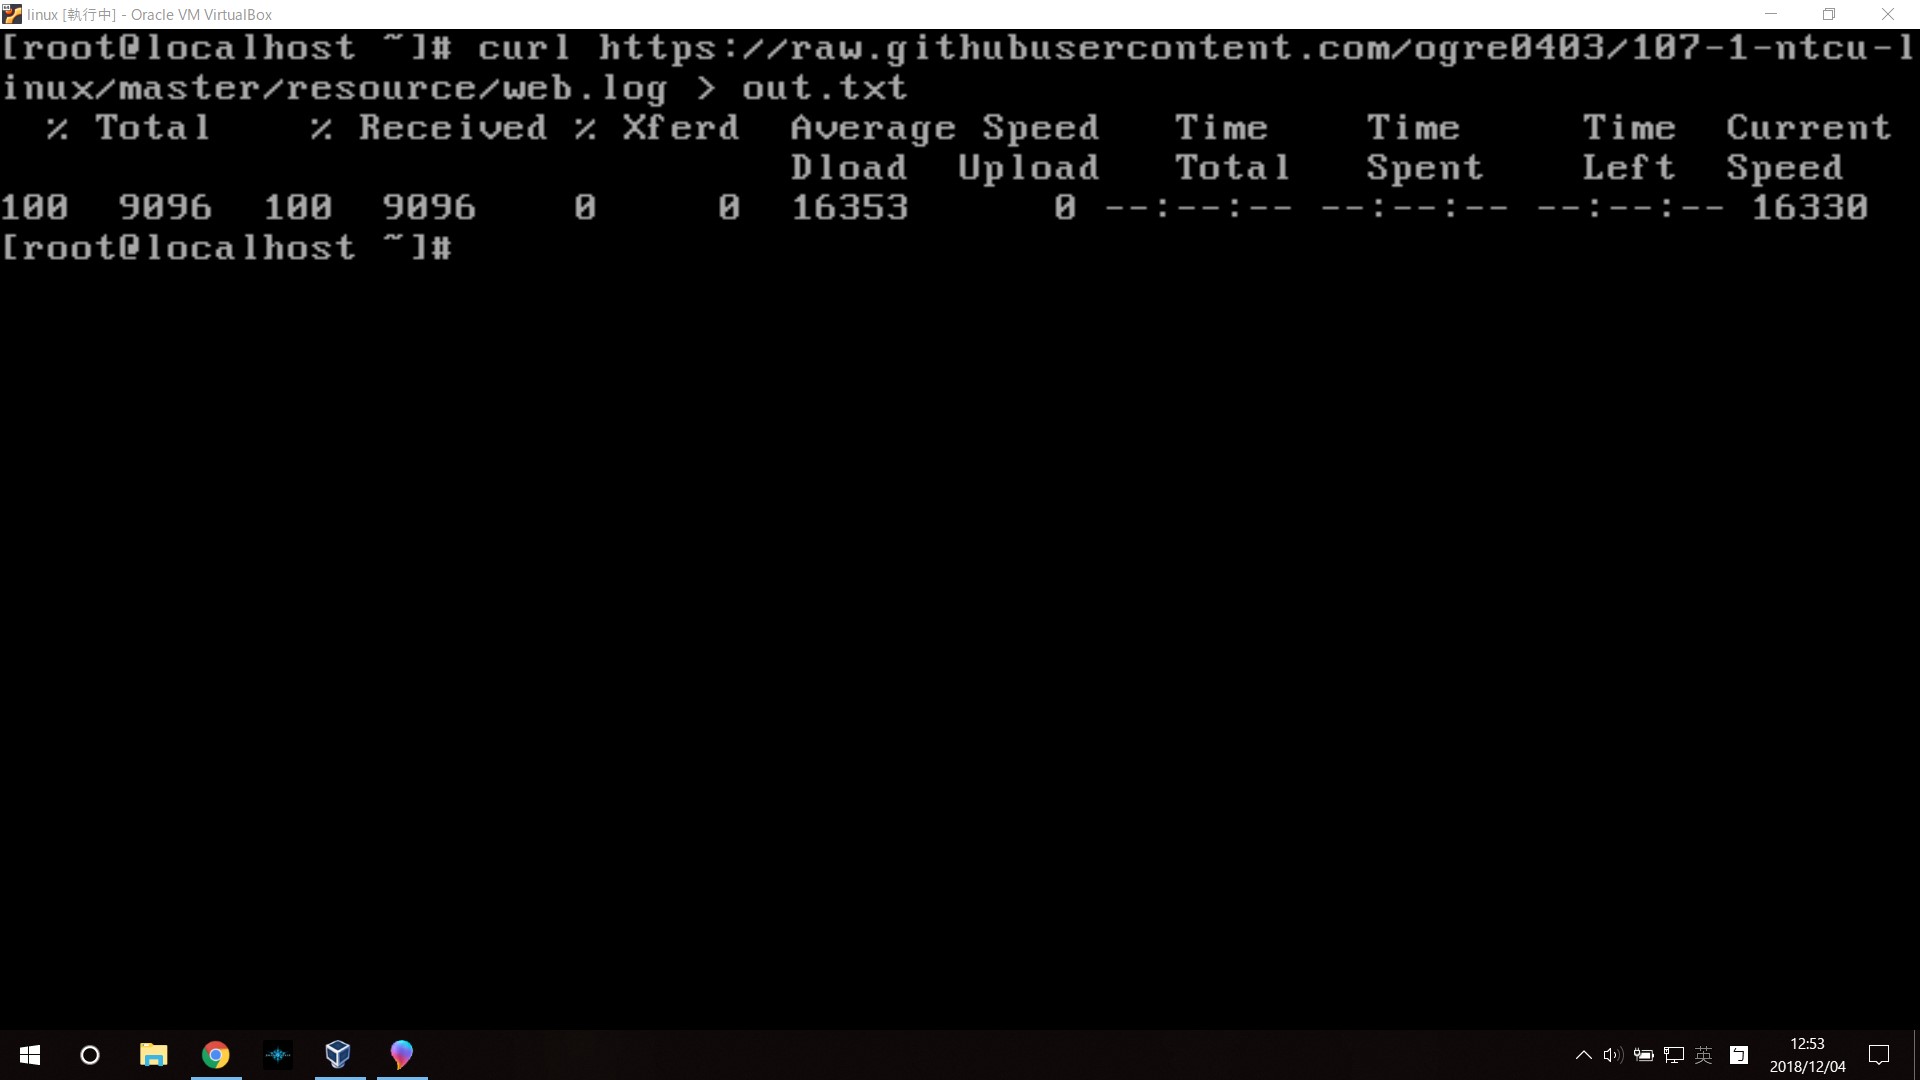 linux [執行中] - Oracle VM VirtualBox
[root@localhost ~]# curl https://raw.githubusercontent.com/ogre0403/107-1-ntcu-l
inux/master/resource/web.log > out.txt
% Total % Received % Xferd Average Speed Time Time Time Current
Dload Upload Total Spent Left Speed
100 9096 100 9096 0 0 16353 0 --:--:-- --:--:-- --:--:-- 16330
[root@localhost ~]#
英
ㄅ
12:53
2018/12/04